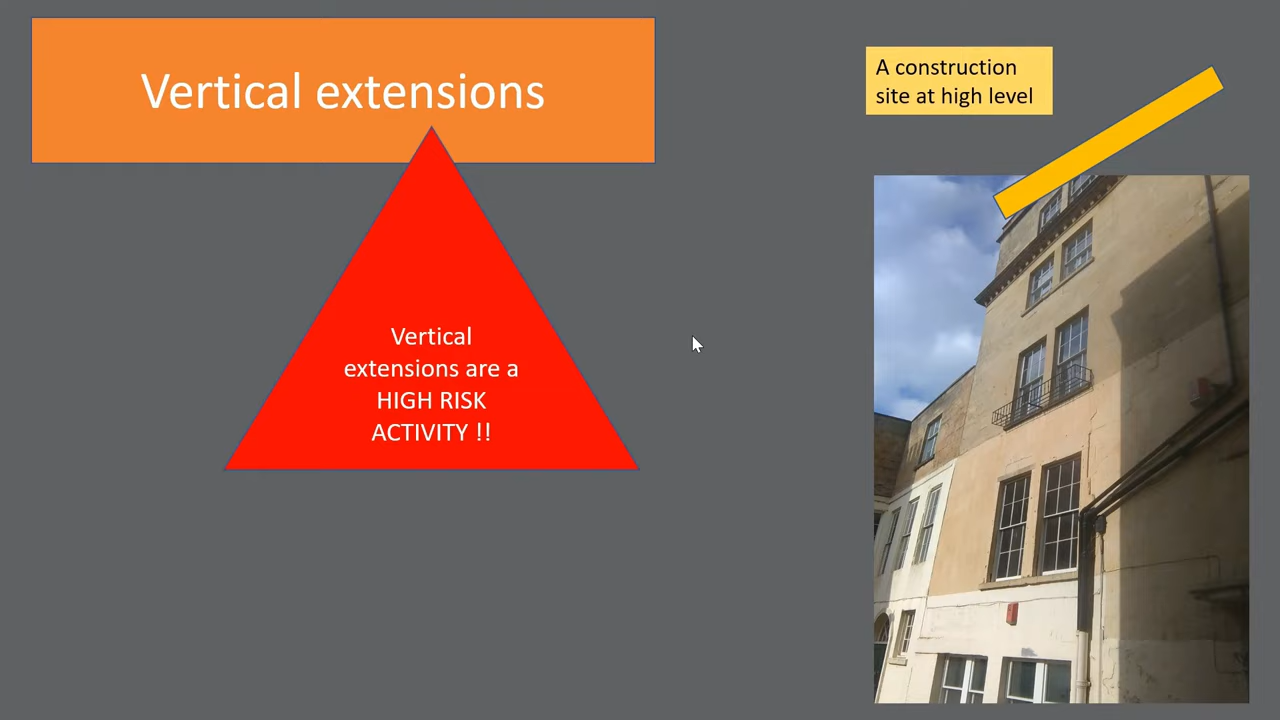 Vertical extensions
A construction
site at high level
Vertical
extensions are a
HIGH RISK
ACTIVITY !!